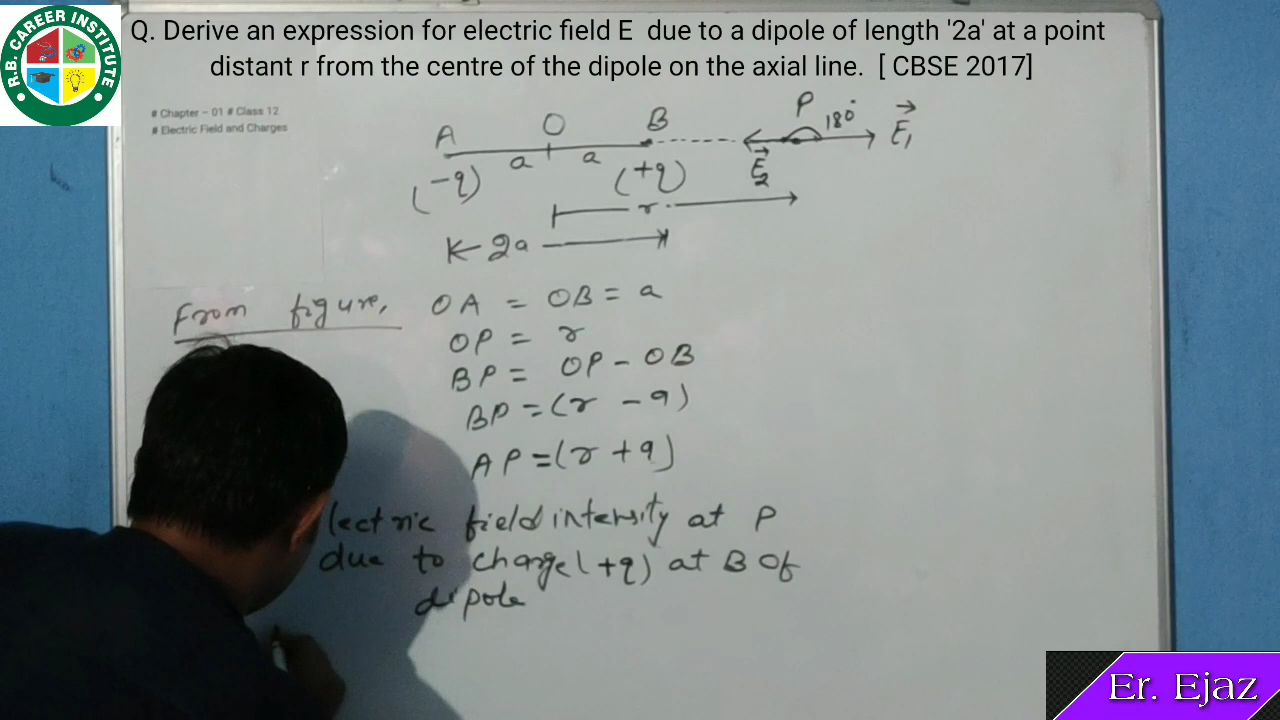 R.B. CAREER INSTITUTE
Q. Derive an expression for electric field E due to a dipole of length '2a' at a point
distant r from the centre of the dipole on the axial line. [ CBSE 2017]
# Chapter – 01 # Class 12
# Electric Field and Charges
A O B P 180°
E₁
a a
(-q) (+q) E₂
r
2a
From figure, OA = OB = a
OP = r
BP = OP - OB
BP = (r - a)
AP = (r + a)
lectric field intensity at P
due to charge (+q) at B of
dipole
Er. Ejaz